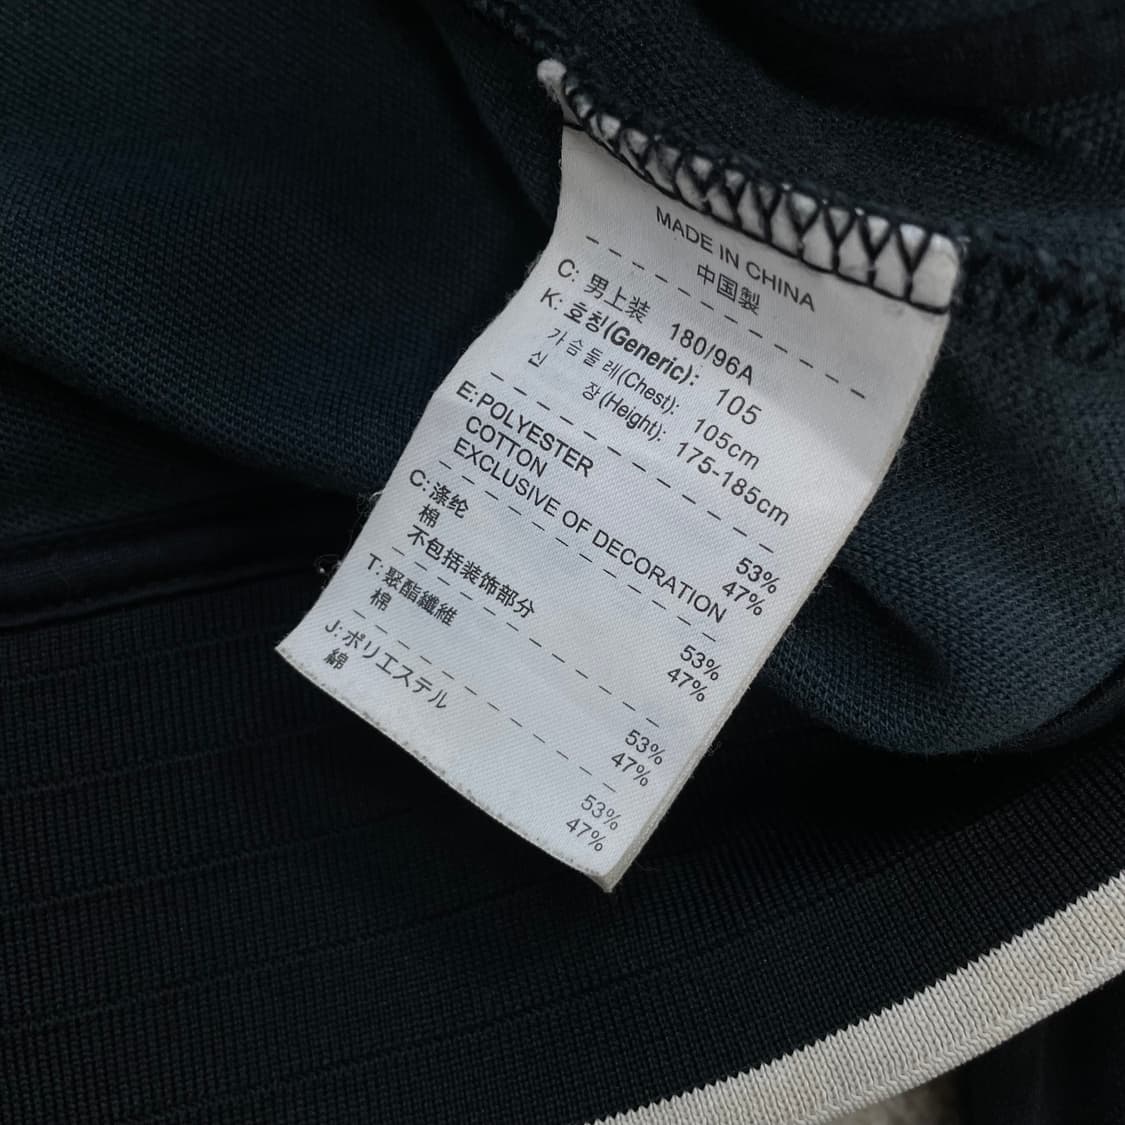 MADE IN CHINA
中国製
C: 男上装 180/96A
K: 호칭(Generic): 105
가슴둘레(Chest): 105cm
신 장(Height): 175-185cm
E: POLYESTER 53%
COTTON 47%
EXCLUSIVE OF DECORATION
C: 涤纶 53%
棉 47%
不包括装饰部分
T: 聚酯纖維 53%
棉 47%
J: ポリエステル 53%
綿 47%